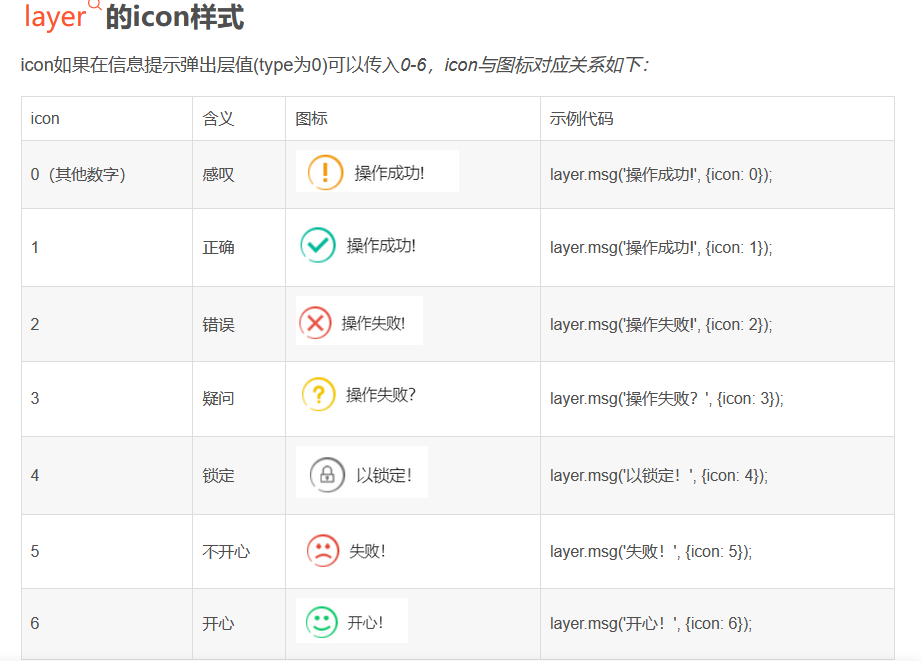 layer的icon样式
icon如果在信息提示弹出层值(type为0)可以传入0-6，icon与图标对应关系如下：
icon 含义 图标 示例代码
0（其他数字） 感叹 操作成功! layer.msg('操作成功!', {icon: 0});
1 正确 操作成功! layer.msg('操作成功!', {icon: 1});
2 错误 操作失败! layer.msg('操作失败!', {icon: 2});
3 疑问 操作失败? layer.msg('操作失败？', {icon: 3});
4 锁定 以锁定! layer.msg('以锁定！', {icon: 4});
5 不开心 失败! layer.msg('失败！', {icon: 5});
6 开心 开心! layer.msg('开心！', {icon: 6});